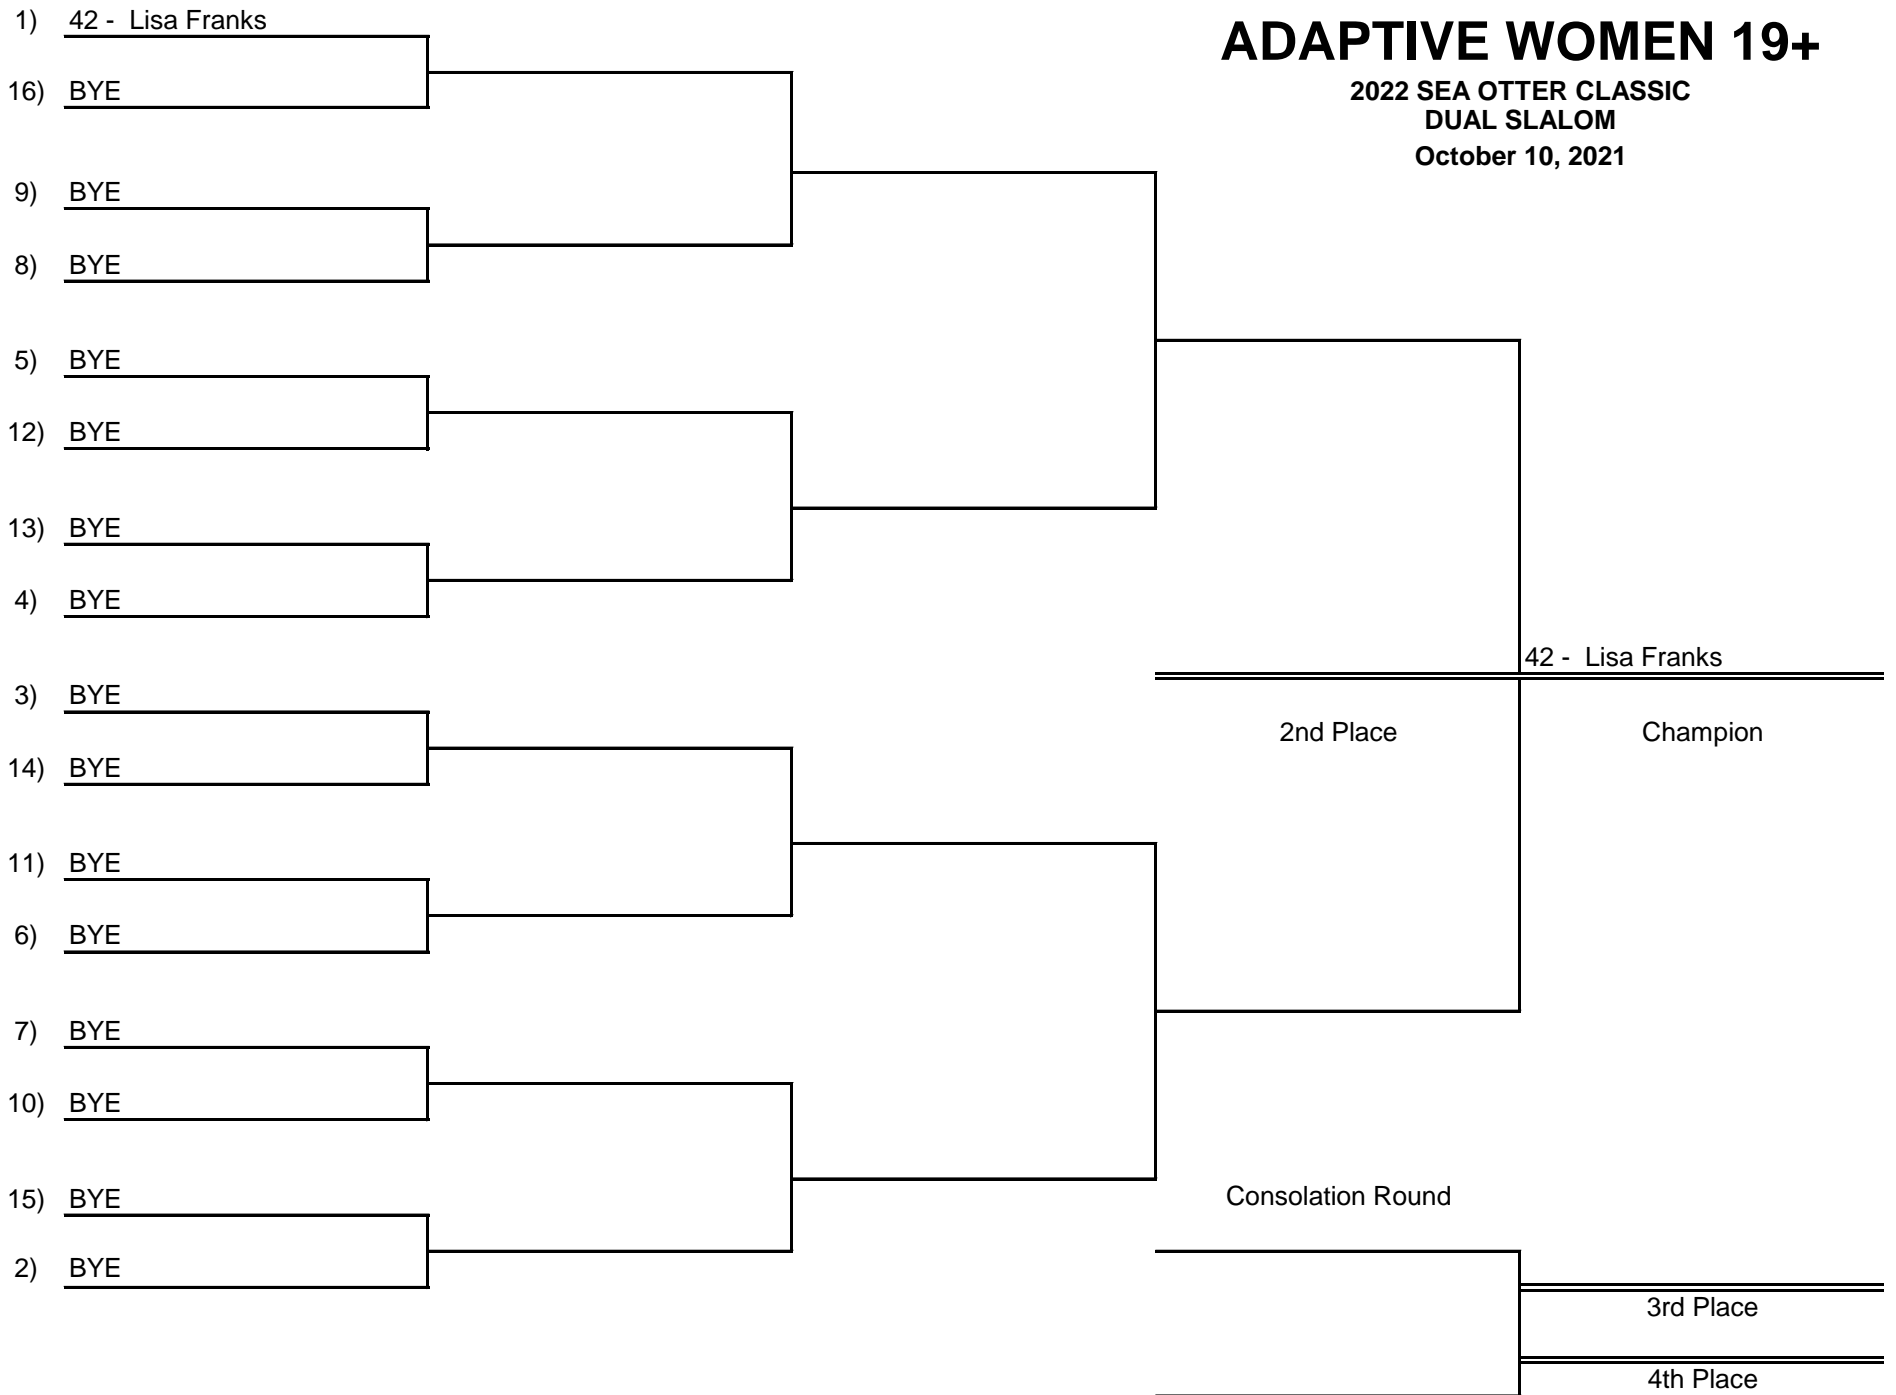 1) 42 - Lisa Franks
ADAPTIVE WOMEN 19+
2022 SEA OTTER CLASSIC
DUAL SLALOM
October 10, 2021
16) BYE
9) BYE
8) BYE
5) BYE
12) BYE
13) BYE
4) BYE
42 - Lisa Franks
3) BYE
2nd Place
Champion
14) BYE
11) BYE
6) BYE
7) BYE
10) BYE
15) BYE
Consolation Round
2) BYE
3rd Place
4th Place